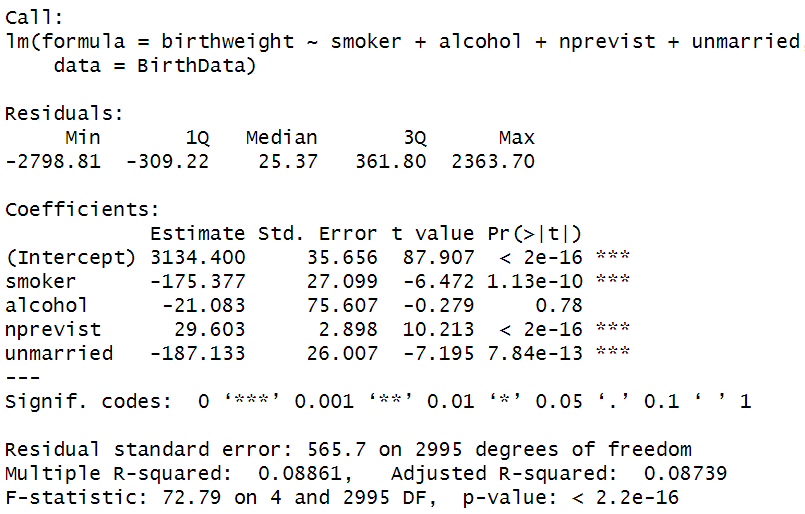 Call:
lm(formula = birthweight ~ smoker + alcohol + nprevist + unmarried
    data = BirthData)

Residuals:
     Min       1Q   Median       3Q      Max
-2798.81  -309.22    25.37   361.80  2363.70

Coefficients:
            Estimate Std. Error t value Pr(>|t|)
(Intercept) 3134.400     35.656  87.907  < 2e-16 ***
smoker      -175.377     27.099  -6.472 1.13e-10 ***
alcohol      -21.083     75.607  -0.279     0.78
nprevist      29.603      2.898  10.213  < 2e-16 ***
unmarried   -187.133     26.007  -7.195 7.84e-13 ***
---
Signif. codes:  0 ‘***’ 0.001 ‘**’ 0.01 ‘*’ 0.05 ‘.’ 0.1 ‘ ’ 1

Residual standard error: 565.7 on 2995 degrees of freedom
Multiple R-squared:  0.08861,	Adjusted R-squared:  0.08739
F-statistic: 72.79 on 4 and 2995 DF,  p-value: < 2.2e-16